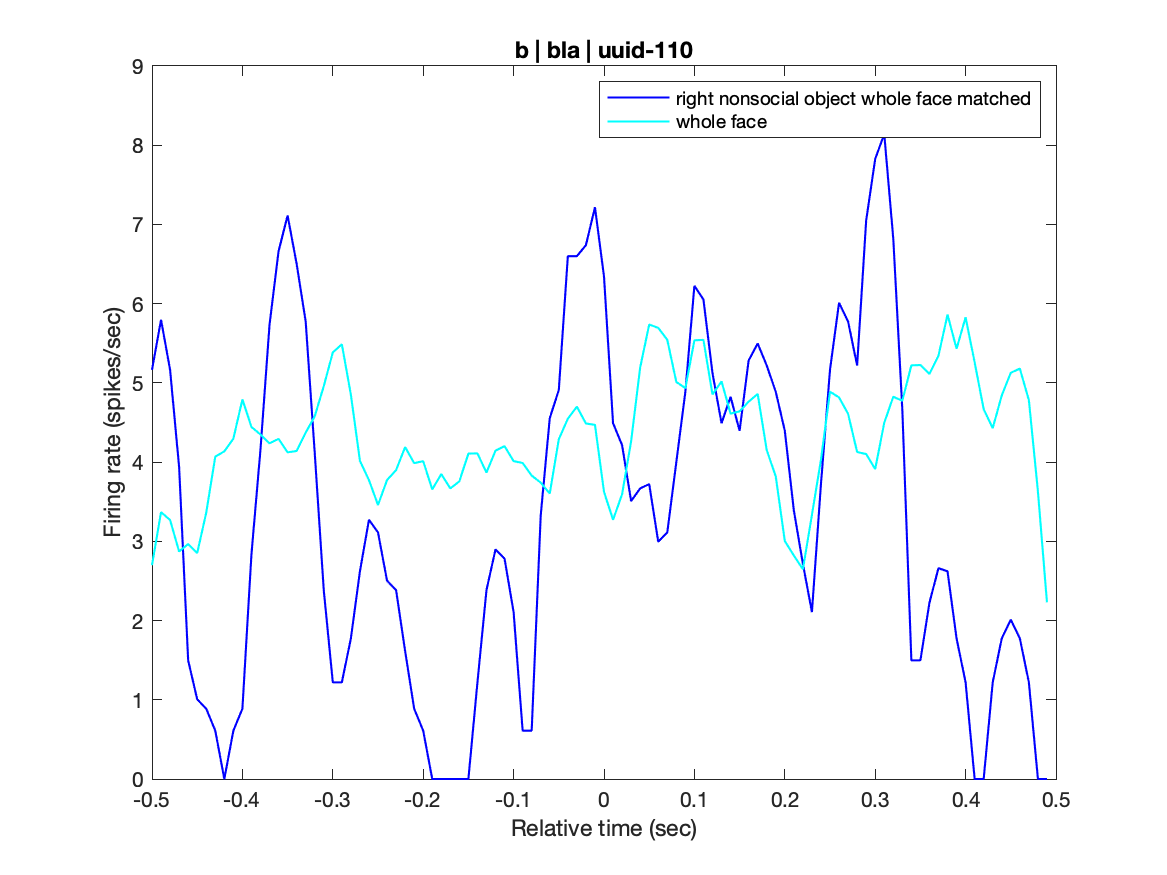 b | bla | uuid-110
9
right nonsocial object whole face matched
whole face
8
7
6
5
4
3
2
1
0
Firing rate (spikes/sec)
-0.5 -0.4 -0.3 -0.2 -0.1 0 0.1 0.2 0.3 0.4 0.5
Relative time (sec)